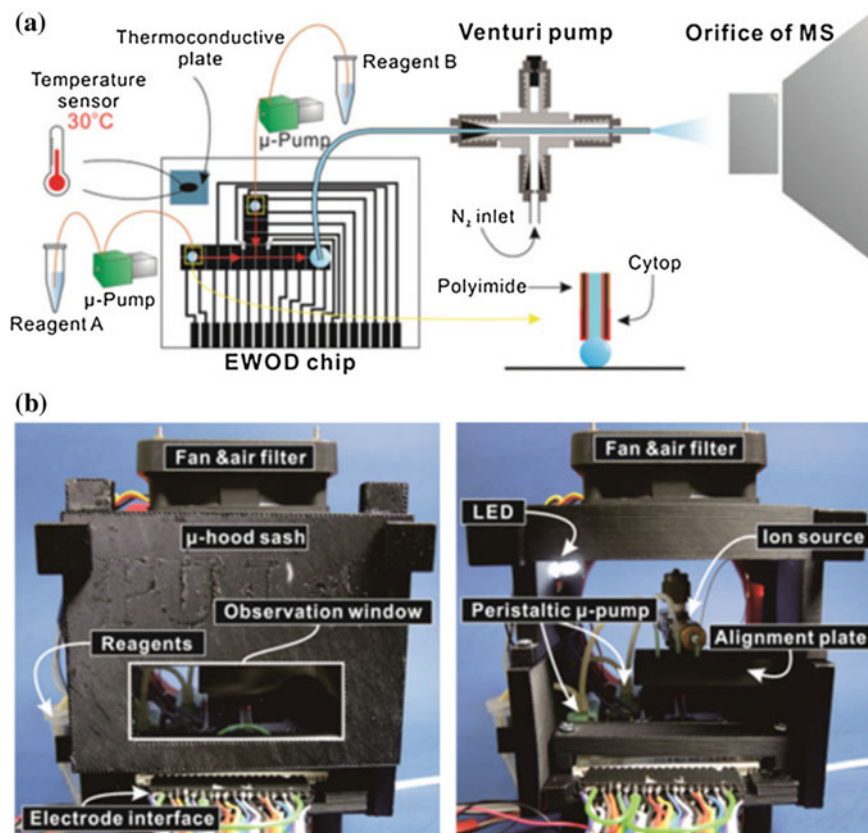 (a)
Thermoconductive
plate
Reagent B
Venturi pump
Orifice of MS
Temperature
sensor
30°C
µ-Pump
N₂ inlet
µ-Pump
Reagent A
Polyimide
Cytop
EWOD chip
(b)
Fan &air filter
µ-hood sash
Observation window
Reagents
Electrode interface
Fan &air filter
LED
Ion source
Peristaltic µ-pump
Alignment plate